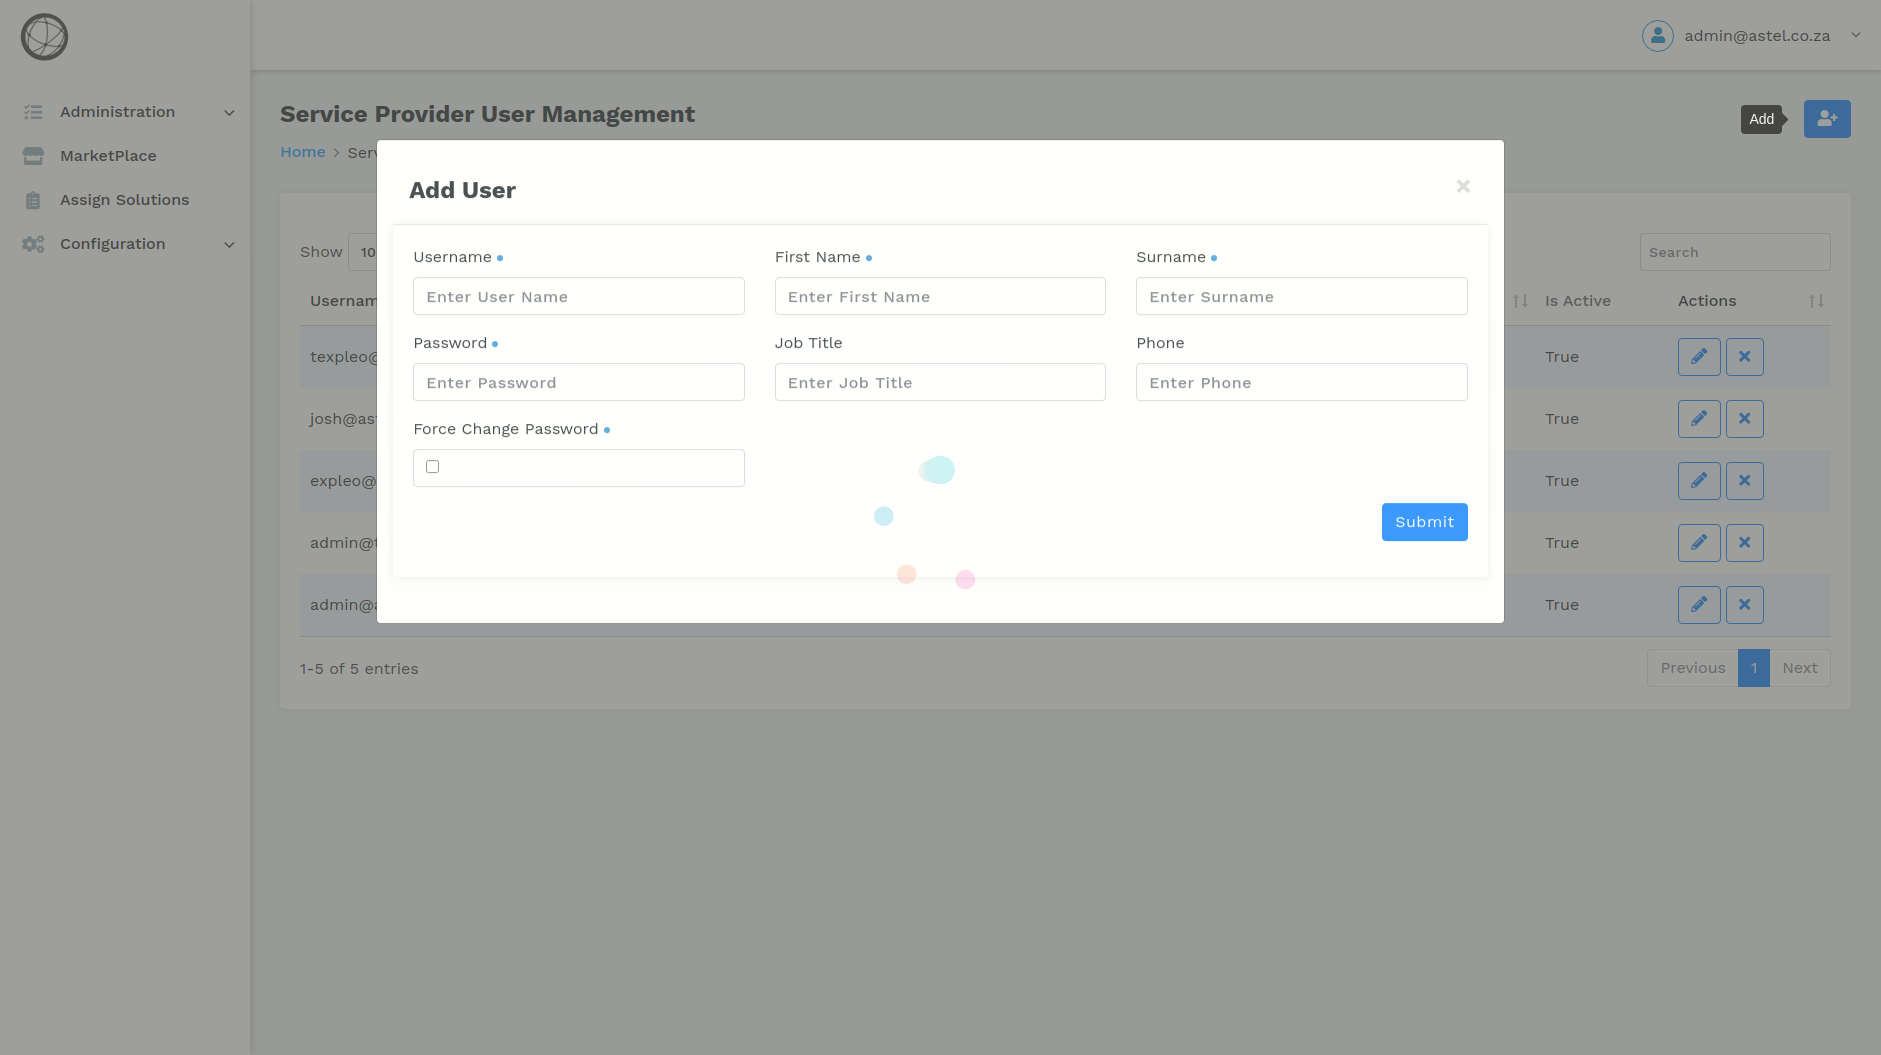 admin@astel.co.za
Administration
MarketPlace
Assign Solutions
Configuration
Service Provider User Management
Add
Home > Serv
Add User
×
Username
First Name
Surname
Enter User Name
Enter First Name
Enter Surname
Password
Job Title
Phone
Enter Password
Enter Job Title
Enter Phone
Force Change Password
Submit
Show 10
Search
Usernam
Is Active
Actions
texpleo@
True
josh@ast
True
expleo@
True
admin@t
True
admin@a
True
1-5 of 5 entries
Previous 1 Next